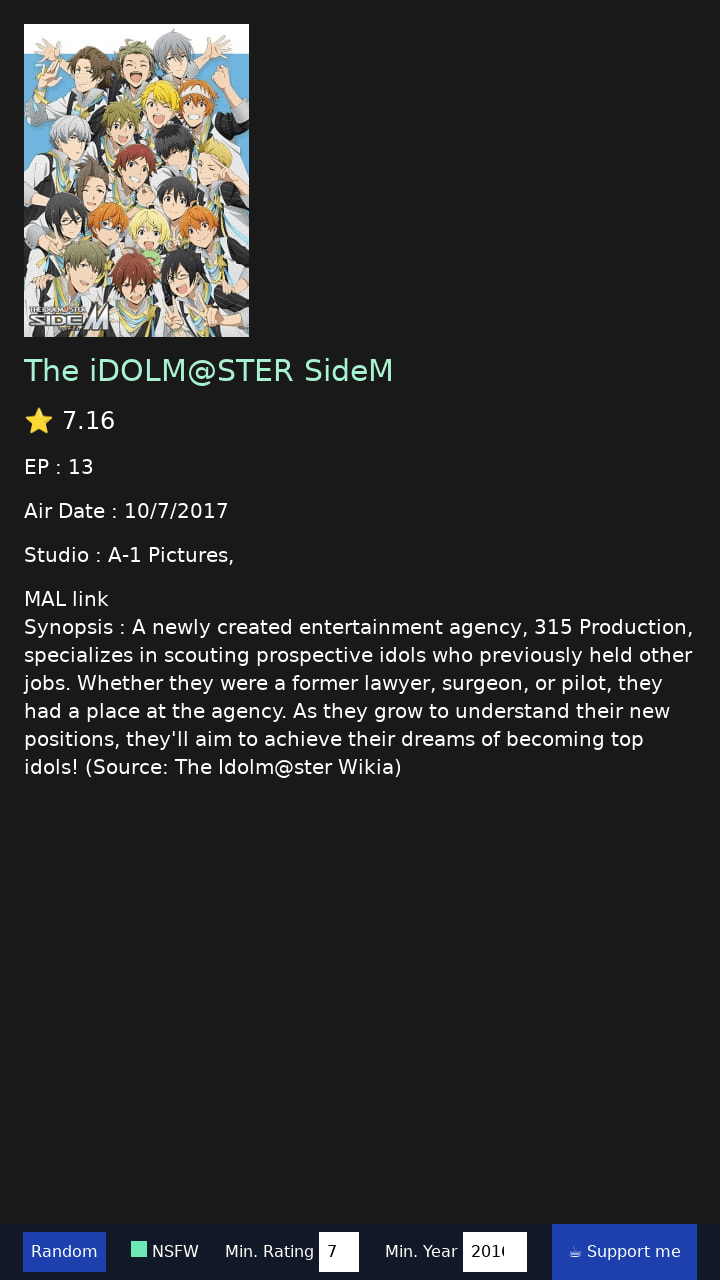 THE IDOLM@STER
SIDEM
The iDOLM@STER SideM
⭐ 7.16
EP : 13
Air Date : 10/7/2017
Studio : A-1 Pictures,
MAL link
Synopsis : A newly created entertainment agency, 315 Production,
specializes in scouting prospective idols who previously held other
jobs. Whether they were a former lawyer, surgeon, or pilot, they
had a place at the agency. As they grow to understand their new
positions, they'll aim to achieve their dreams of becoming top
idols! (Source: The Idolm@ster Wikia)
Random NSFW Min. Rating 7 Min. Year 2016 ☕ Support me